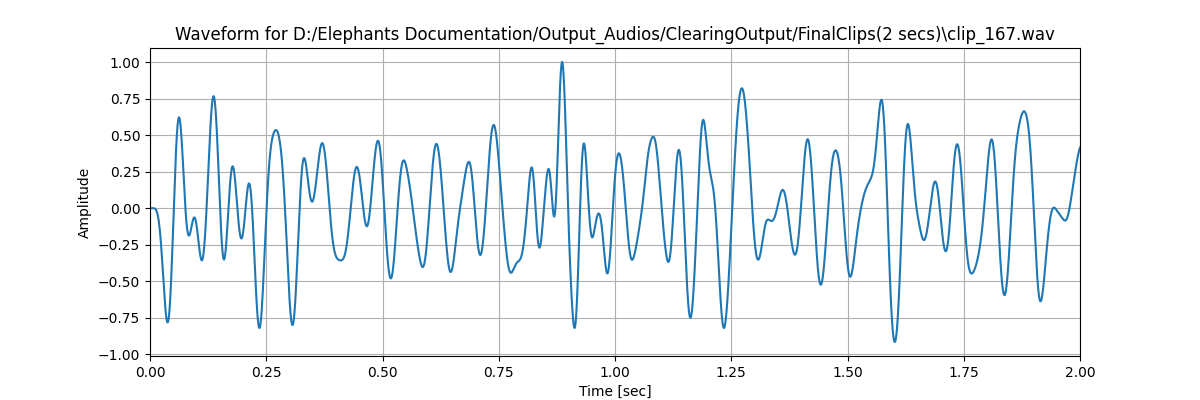 Waveform for D:/Elephants Documentation/Output_Audios/ClearingOutput/FinalClips(2 secs)\clip_167.wav
1.00
0.75
0.50
0.25
0.00
−0.25
−0.50
−0.75
−1.00
Amplitude
0.00 0.25 0.50 0.75 1.00 1.25 1.50 1.75 2.00
Time [sec]